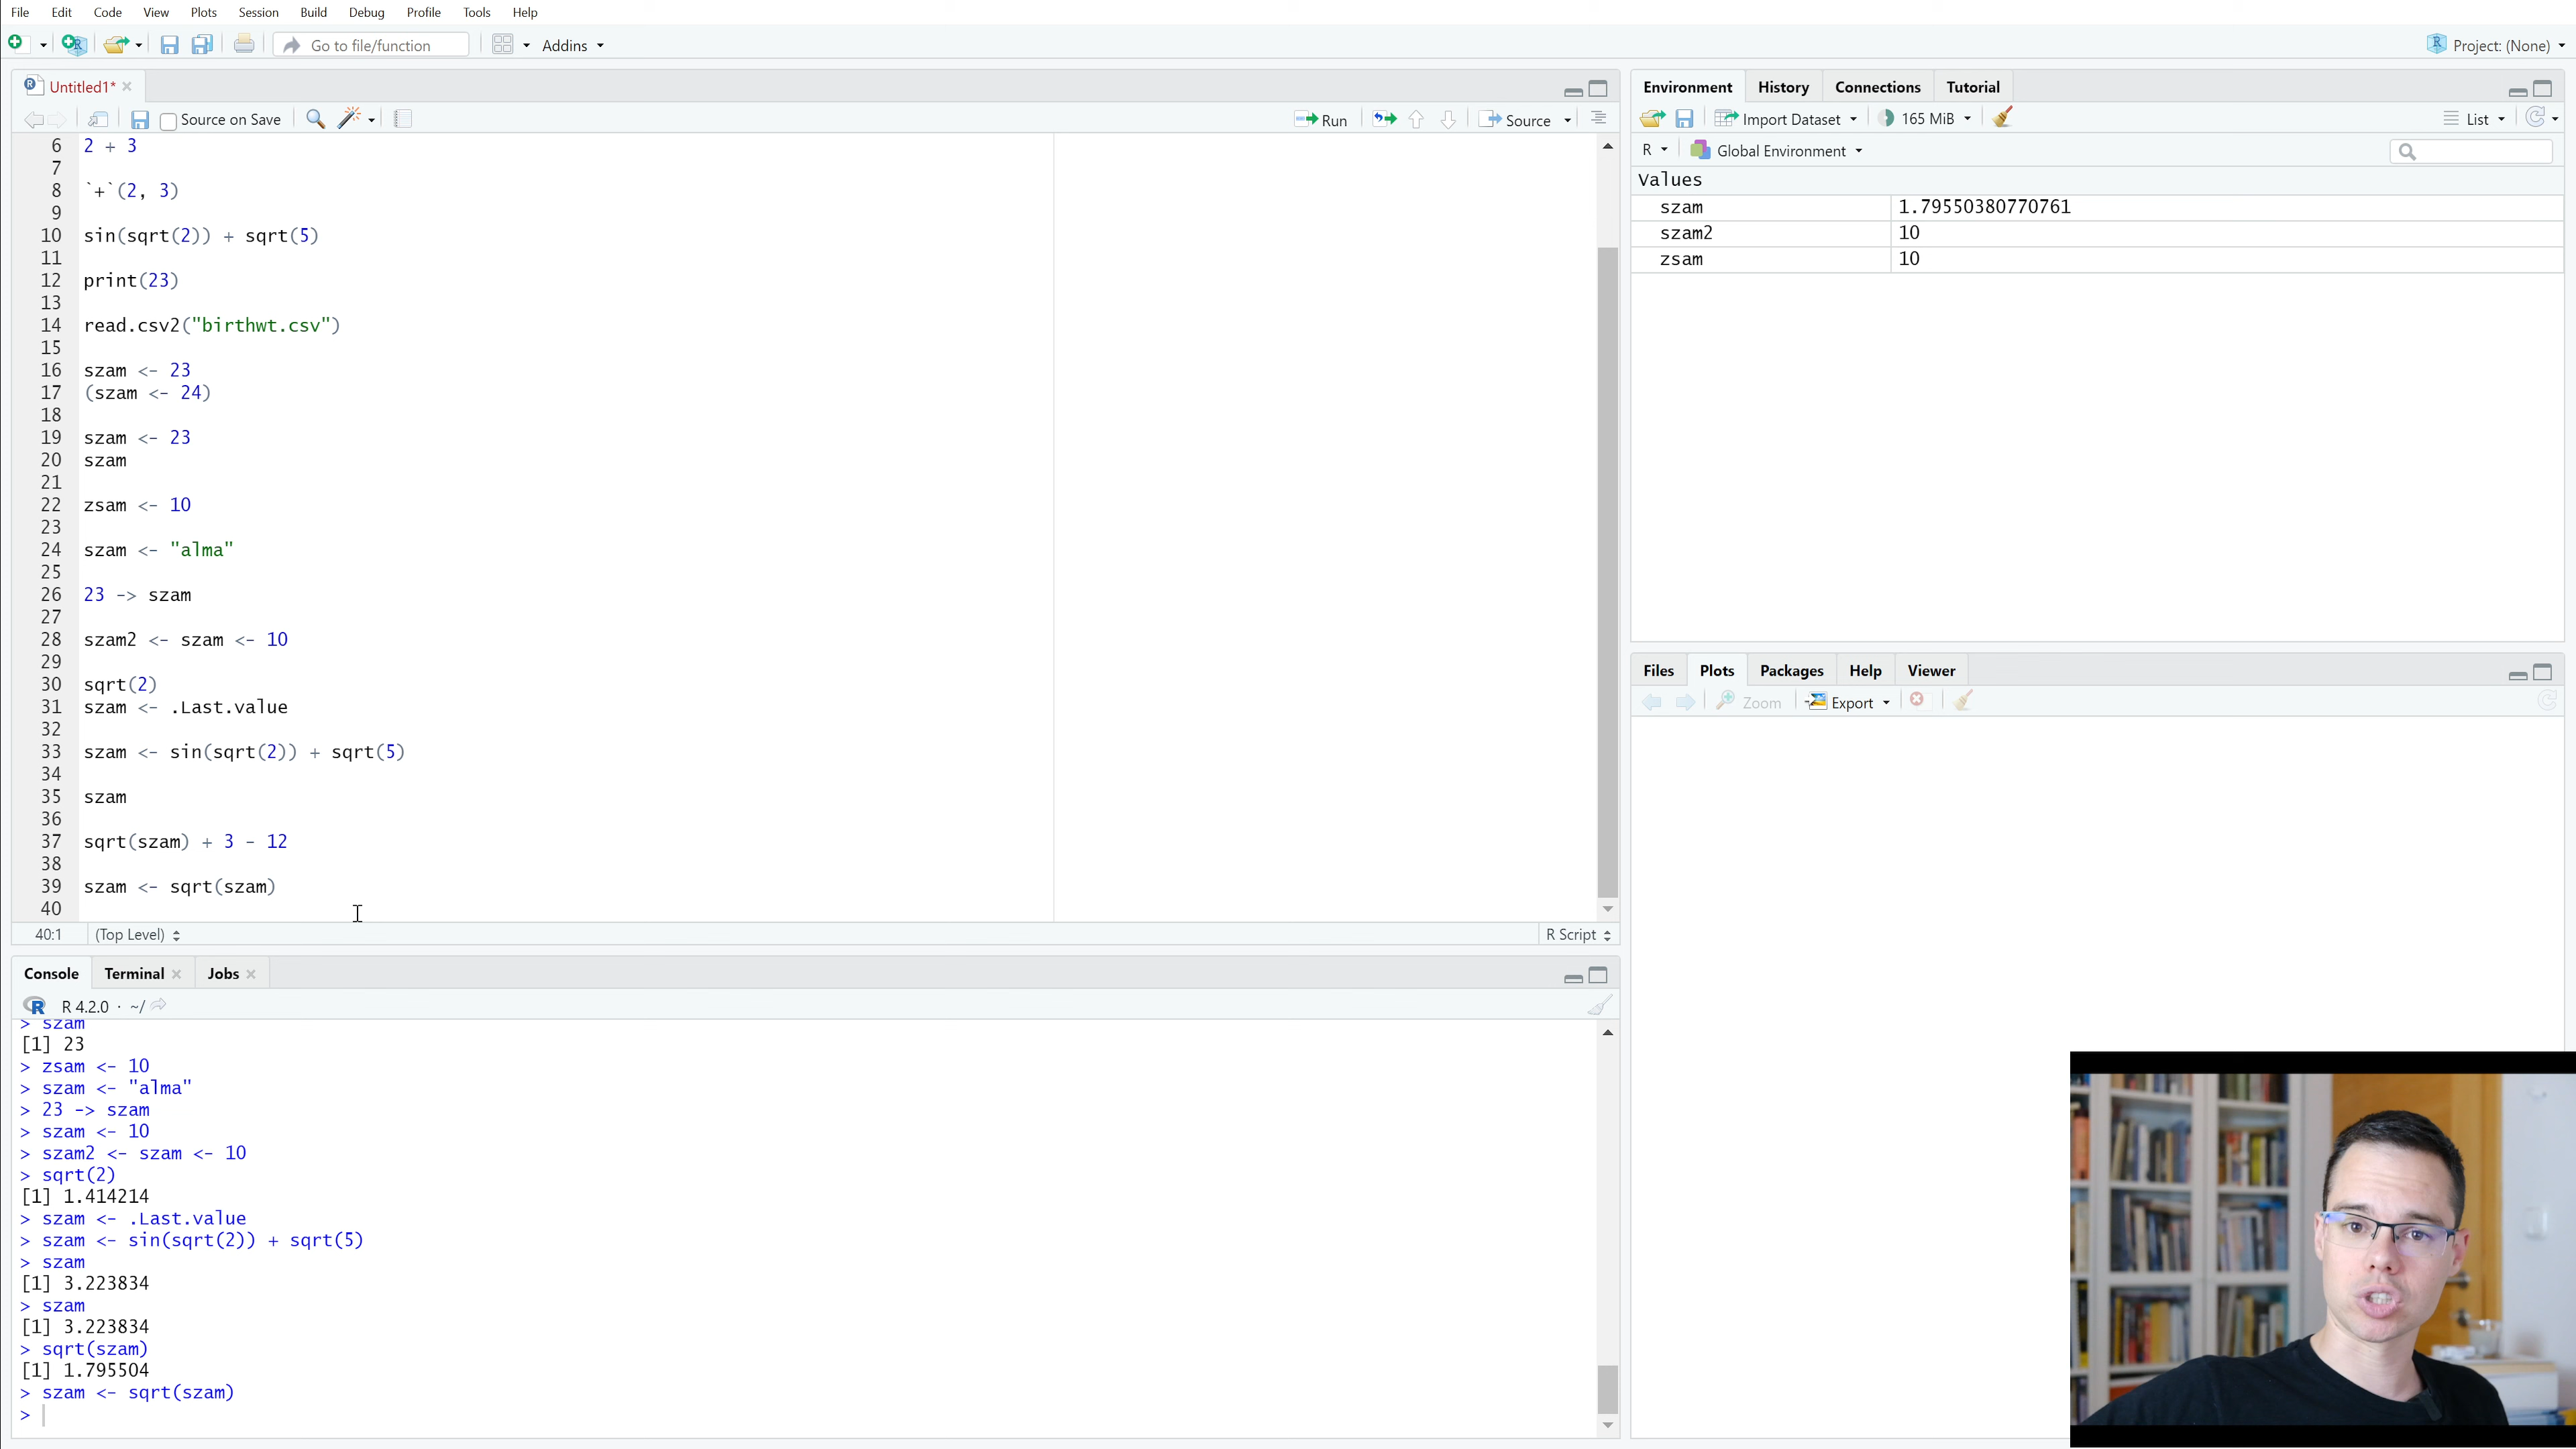 File Edit Code View Plots Session Build Debug Profile Tools Help
Go to file/function Addins Project: (None)
Untitled1*
Source on Save Run Source
6 2 + 3
7
8 `+`(2, 3)
9
10 sin(sqrt(2)) + sqrt(5)
11
12 print(23)
13
14 read.csv2("birthwt.csv")
15
16 szam <- 23
17 (szam <- 24)
18
19 szam <- 23
20 szam
21
22 zsam <- 10
23
24 szam <- "alma"
25
26 23 -> szam
27
28 szam2 <- szam <- 10
29
30 sqrt(2)
31 szam <- .Last.value
32
33 szam <- sin(sqrt(2)) + sqrt(5)
34
35 szam
36
37 sqrt(szam) + 3 - 12
38
39 szam <- sqrt(szam)
40
40:1 (Top Level) R Script
Console Terminal Jobs
R 4.2.0 · ~/
> szam
[1] 23
> zsam <- 10
> szam <- "alma"
> 23 -> szam
> szam <- 10
> szam2 <- szam <- 10
> sqrt(2)
[1] 1.414214
> szam <- .Last.value
> szam <- sin(sqrt(2)) + sqrt(5)
> szam
[1] 3.223834
> szam
[1] 3.223834
> sqrt(szam)
[1] 1.795504
> szam <- sqrt(szam)
>
Environment History Connections Tutorial
Import Dataset 165 MiB List
R Global Environment
Values
szam 1.79550380770761
szam2 10
zsam 10
Files Plots Packages Help Viewer
Zoom Export